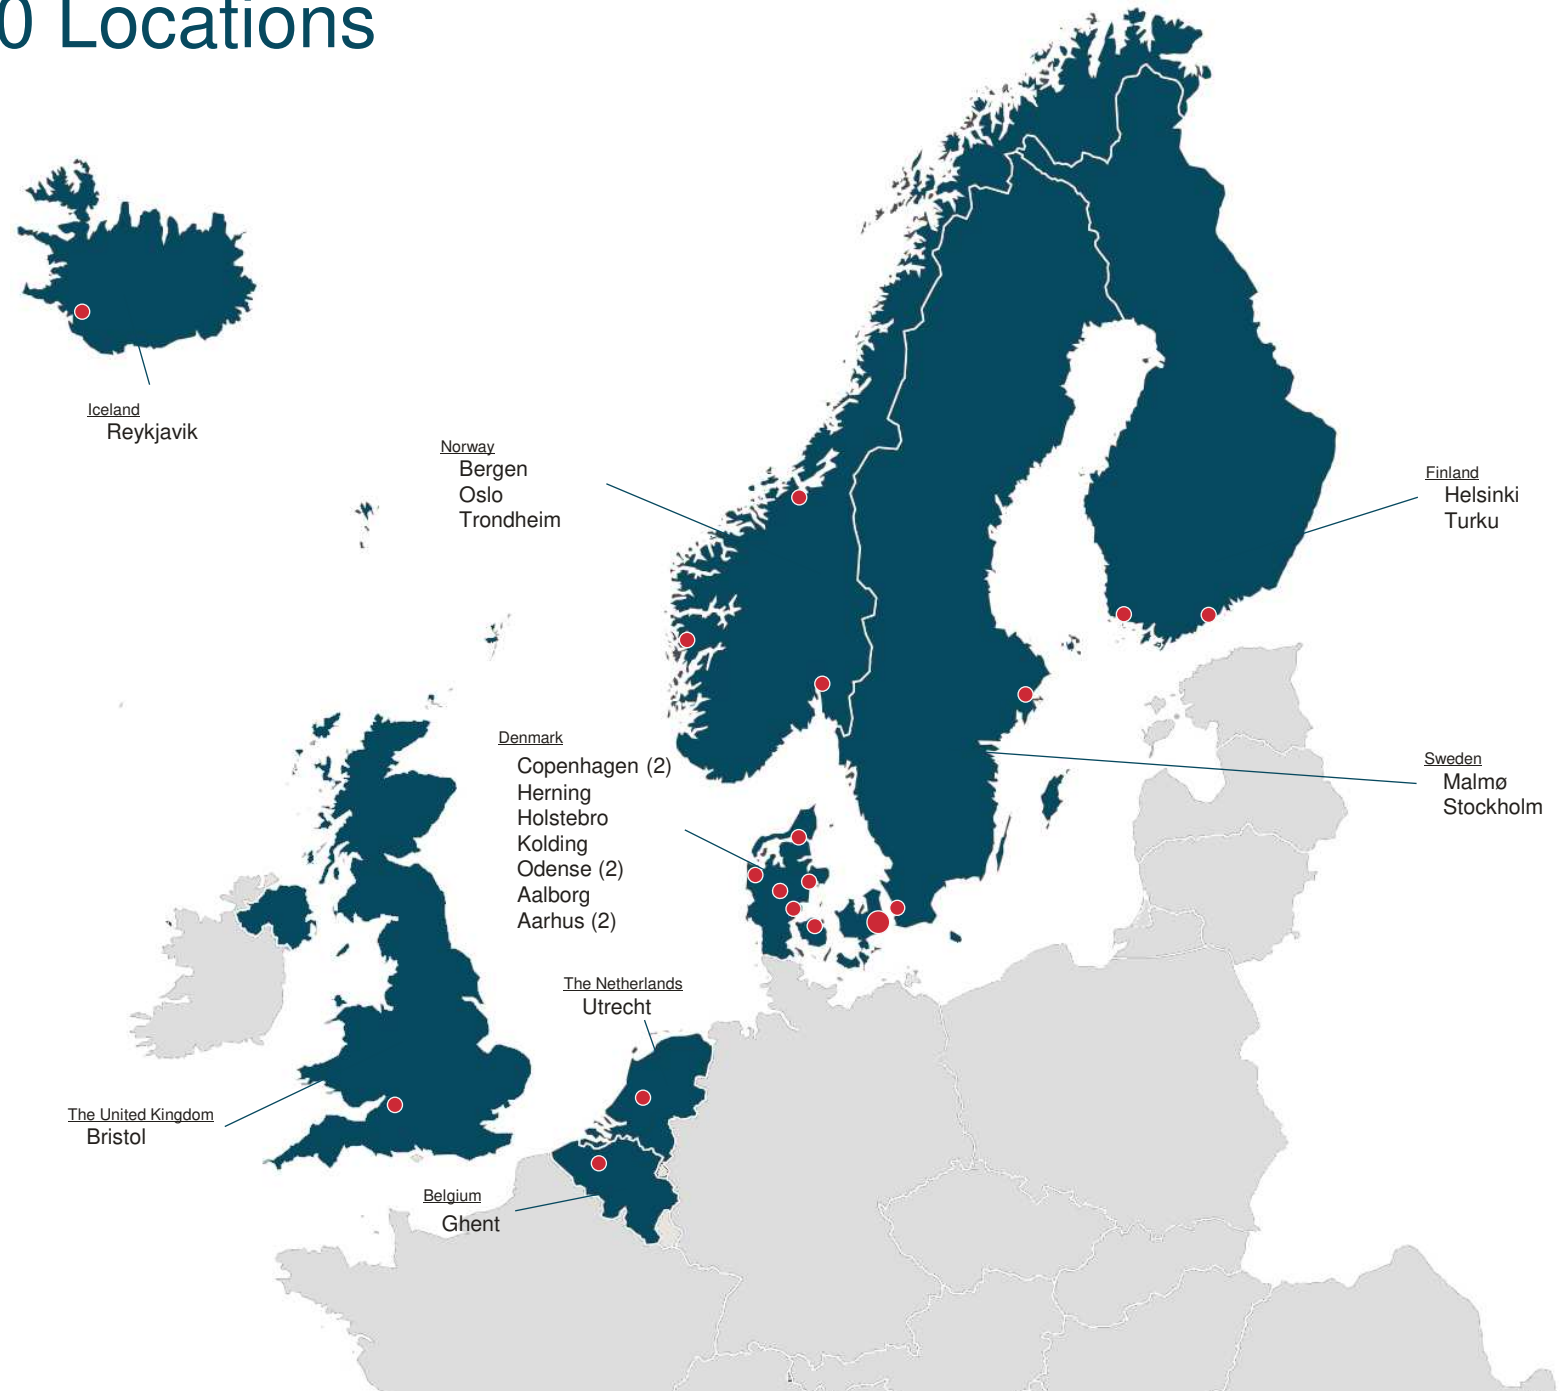 0 Locations
Iceland
Reykjavik
Norway
Bergen
Oslo
Trondheim
Finland
Helsinki
Turku
Denmark
Copenhagen (2)
Herning
Holstebro
Kolding
Odense (2)
Aalborg
Aarhus (2)
Sweden
Malmø
Stockholm
The Netherlands
Utrecht
The United Kingdom
Bristol
Belgium
Ghent